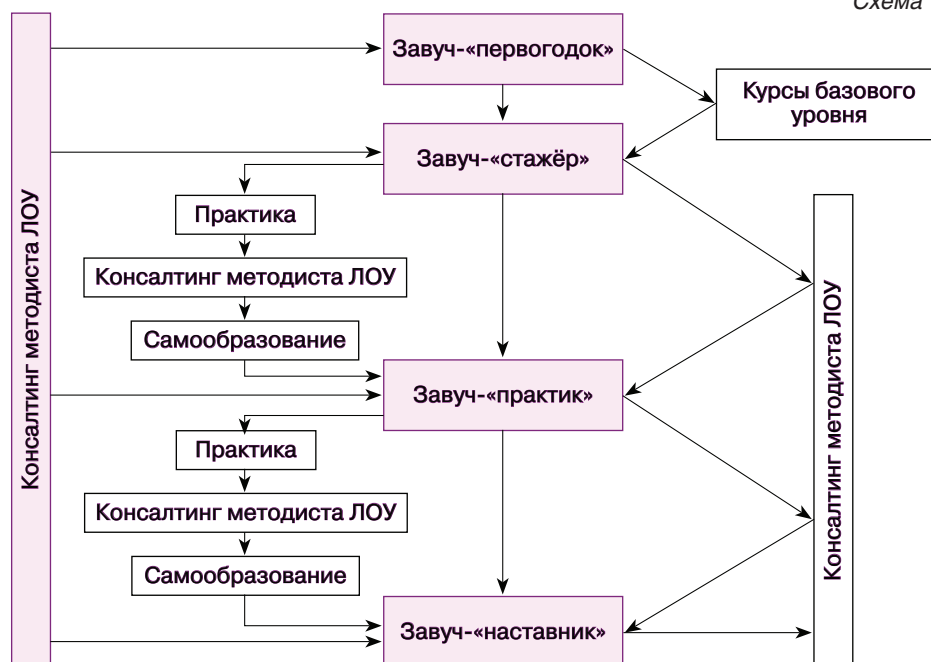 Схема
Завуч-«первогодок»
Курсы базового
уровня
Завуч-«стажёр»
Консалтинг методиста ЛОУ
Практика
Консалтинг методиста ЛОУ
Самообразование
Консалтинг методиста ЛОУ
Завуч-«практик»
Практика
Консалтинг методиста ЛОУ
Самообразование
Завуч-«наставник»